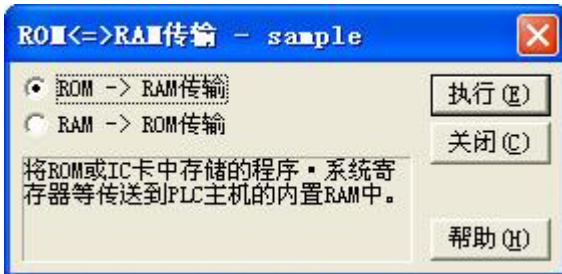 ROM<=>RAM传输 - sample
ROM -> RAM传输
执行(E)
RAM -> ROM传输
关闭(C)
将ROM或IC卡中存储的程序·系统寄
存器等传送到PLC主机的内置RAM中。
帮助(H)